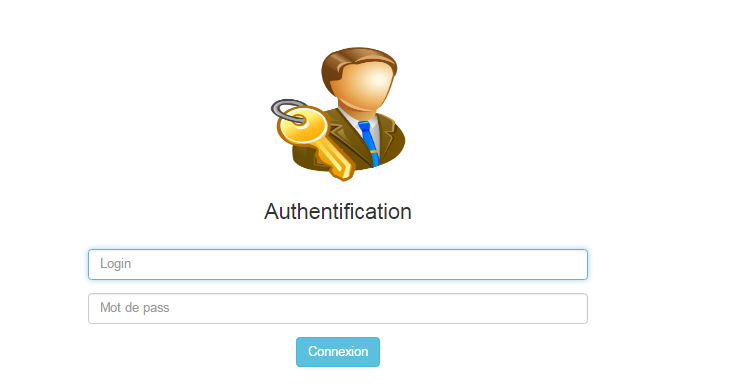 Authentification
Login
Mot de pass
Connexion